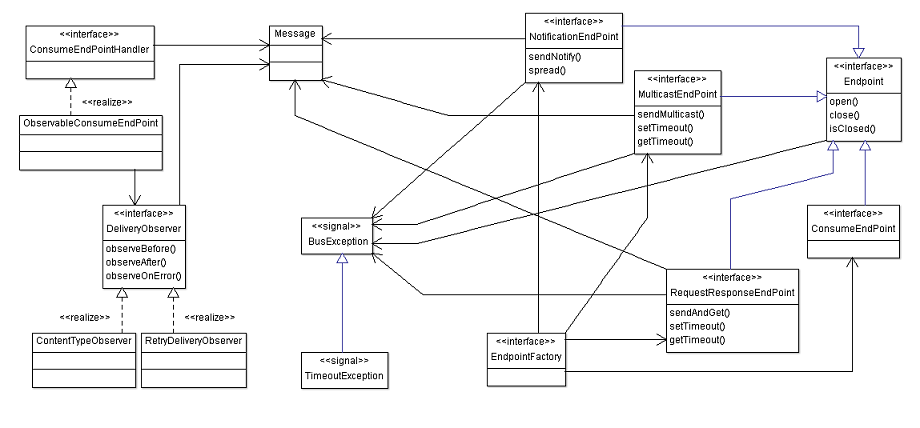 <<interface>>
ConsumeEndPointHandler
Message
<<interface>>
NotificationEndPoint
sendNotify()
spread()
<<interface>>
MulticastEndPoint
sendMulticast()
setTimeout()
getTimeout()
<<interface>>
Endpoint
open()
close()
isClosed()
<<realize>>
ObservableConsumeEndPoint
<<interface>>
DeliveryObserver
observeBefore()
observeAfter()
observeOnError()
<<signal>>
BusException
<<interface>>
ConsumeEndPoint
<<interface>>
RequestResponseEndPoint
sendAndGet()
setTimeout()
getTimeout()
<<realize>>
<<realize>>
ContentTypeObserver
RetryDeliveryObserver
<<signal>>
TimeoutException
<<interface>>
EndpointFactory